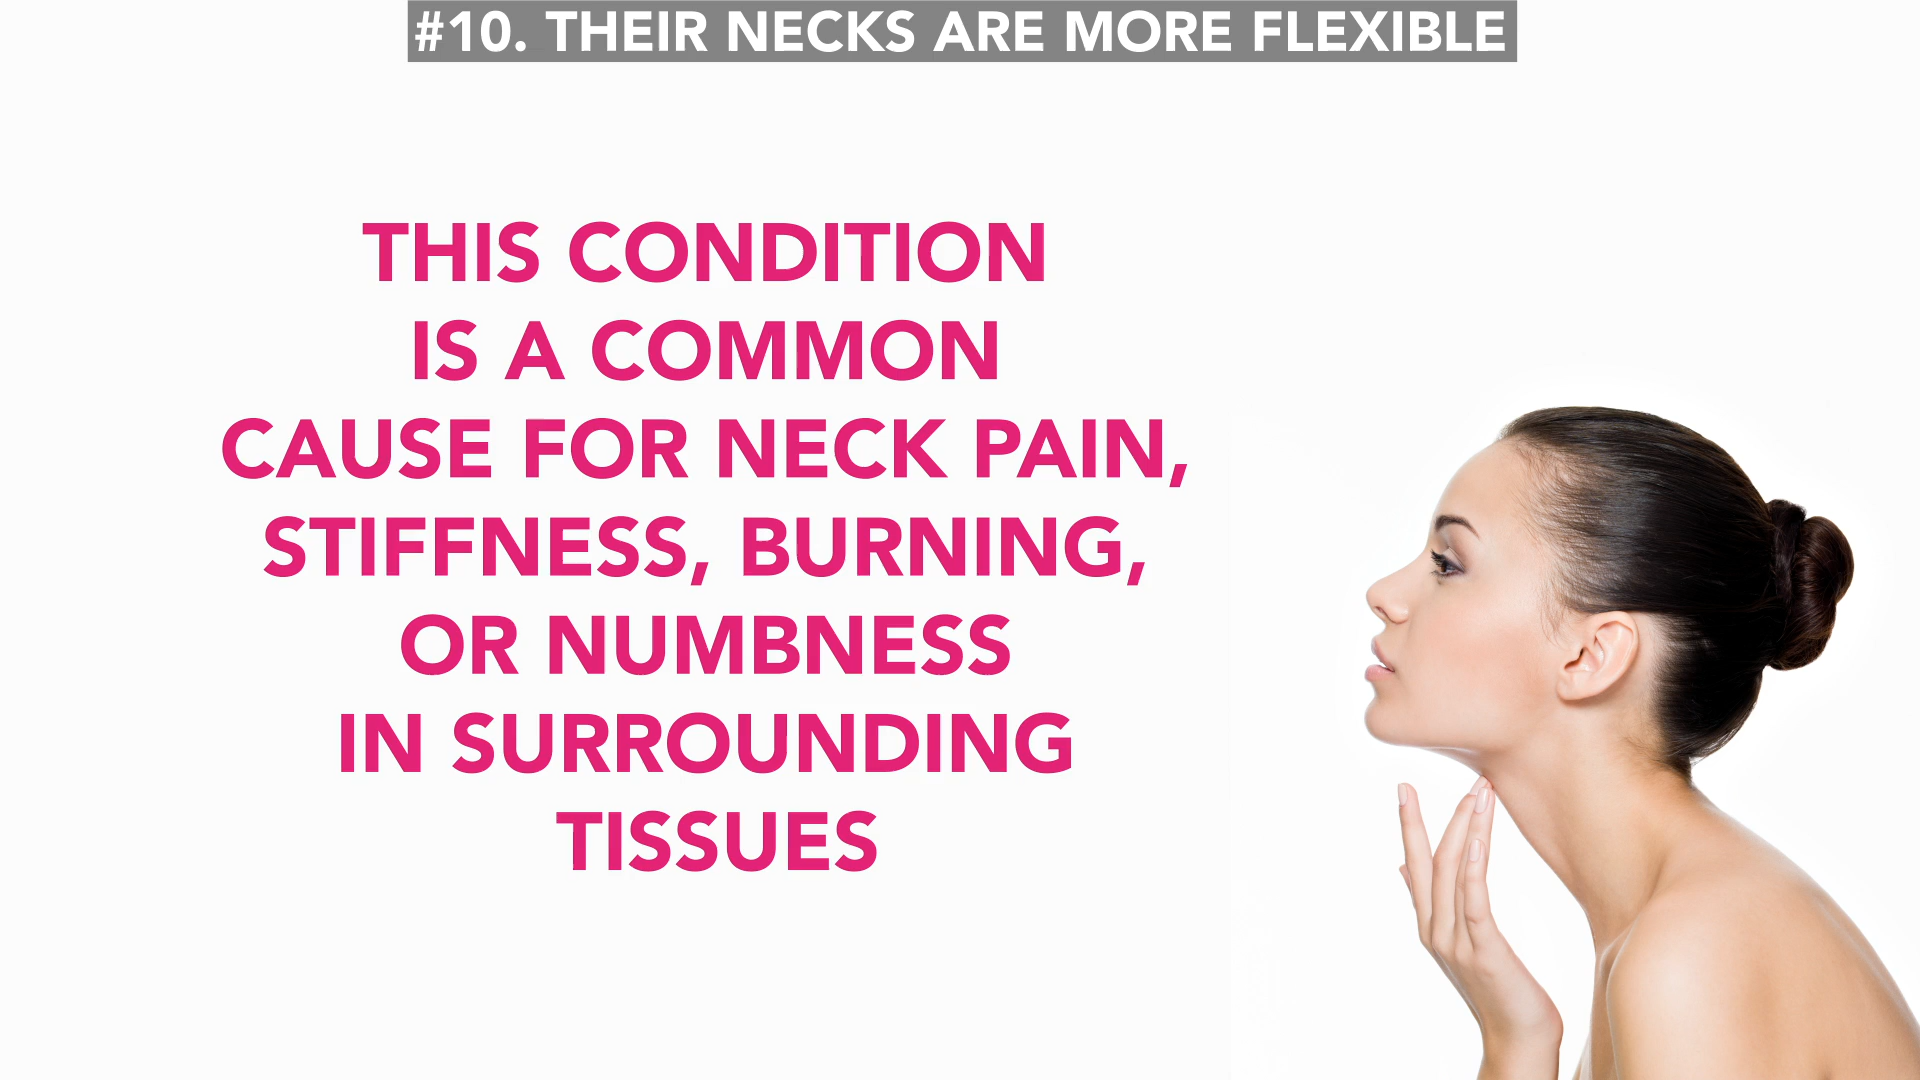 #10. THEIR NECKS ARE MORE FLEXIBLE
THIS CONDITION
IS A COMMON
CAUSE FOR NECK PAIN,
STIFFNESS, BURNING,
OR NUMBNESS
IN SURROUNDING
TISSUES